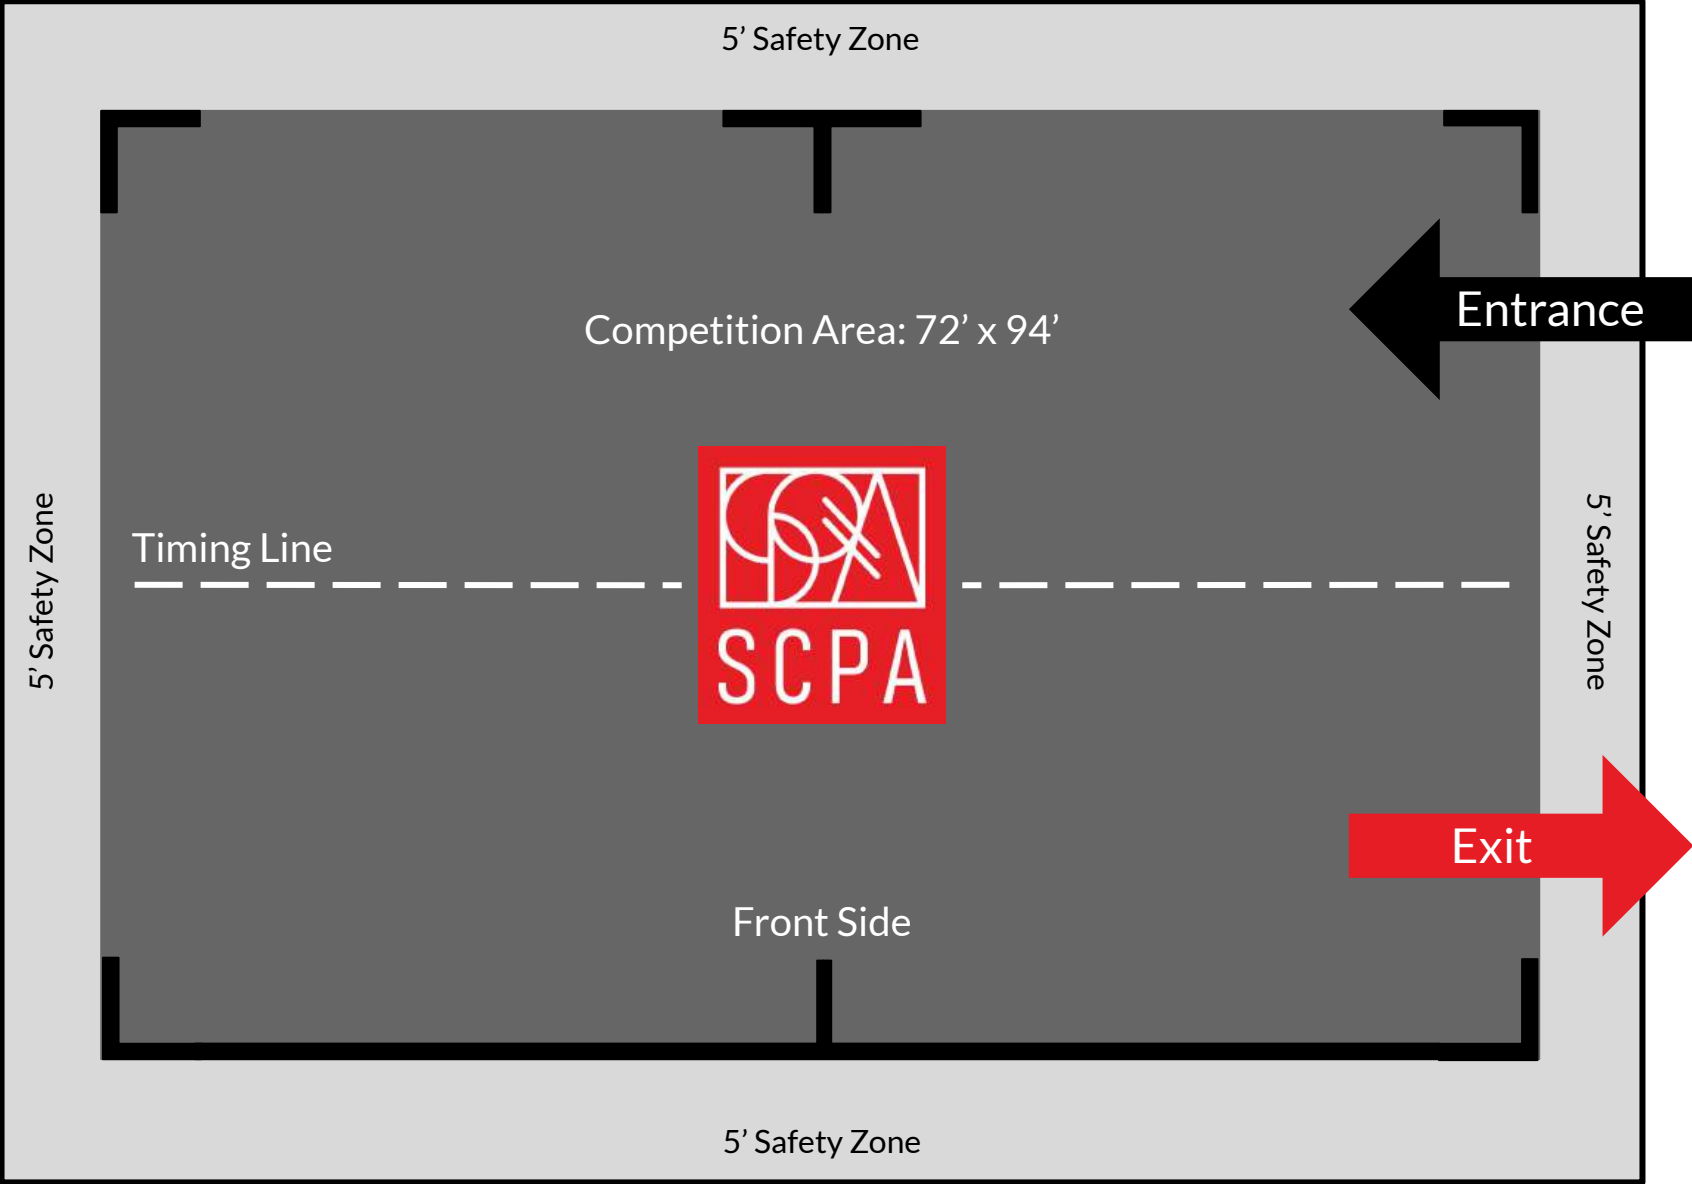 5’ Safety Zone
Competition Area: 72’ x 94’
Entrance
5’ Safety Zone
Timing Line
SCPA
5’ Safety Zone
Exit
Front Side
5’ Safety Zone